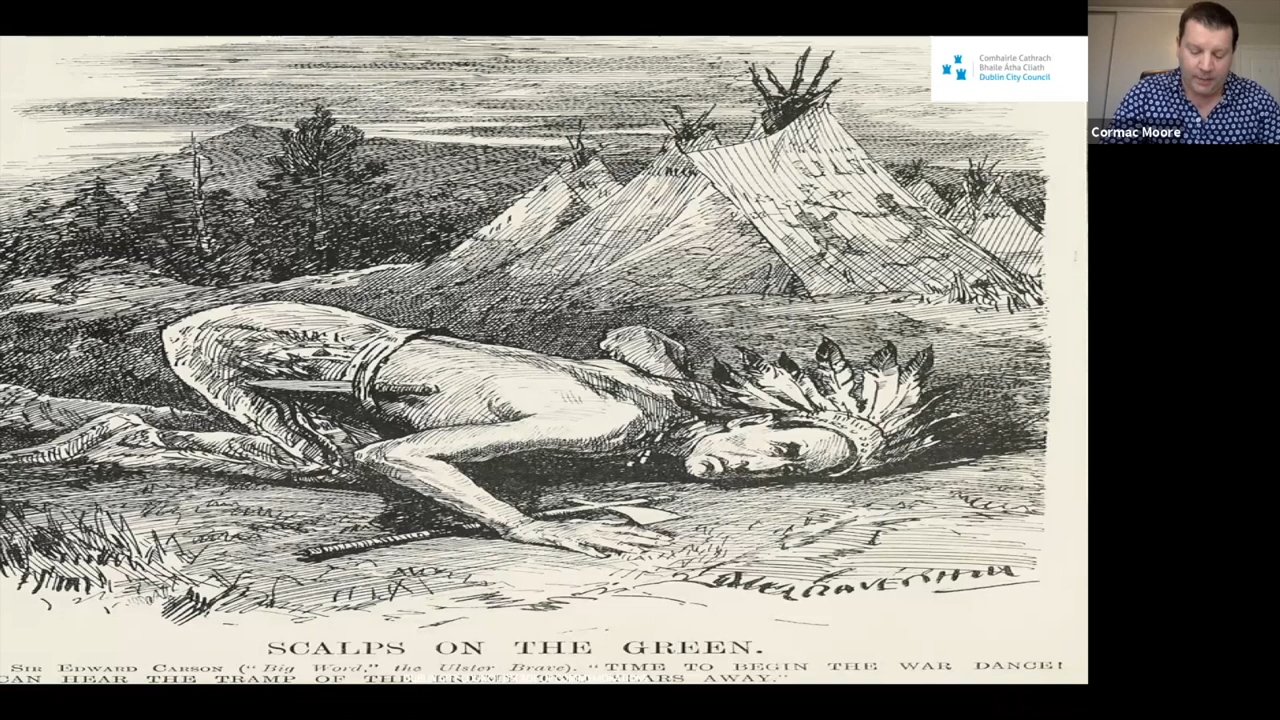 Comhairle Cathrach
Bhaile Átha Cliath
Dublin City Council
Cormac Moore
SCALPS ON THE GREEN.
SIR EDWARD CARSON ("Big Word," the Ulster Brave). "TIME TO BEGIN THE WAR DANCE!
CAN HEAR THE TRAMP OF THE YEARS AWAY."